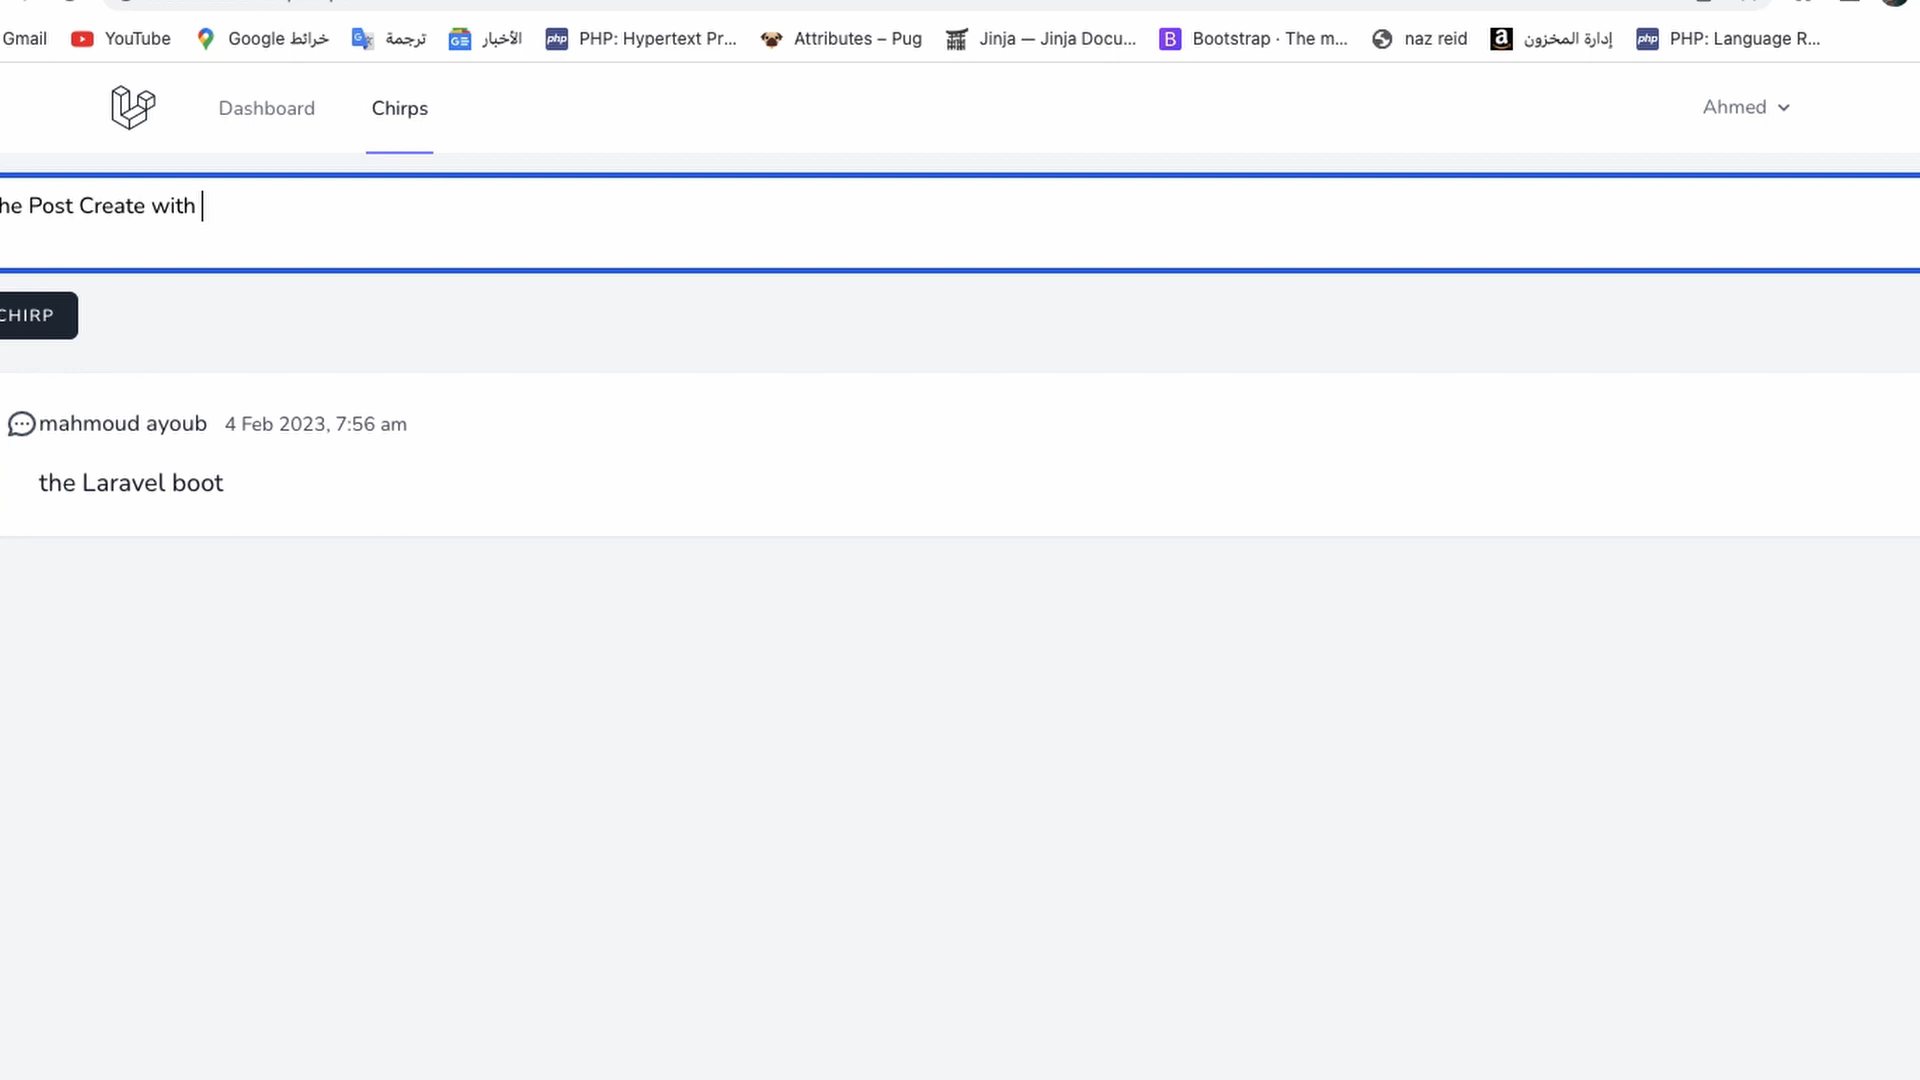 Gmail YouTube Google خرائط ترجمة الأخبار PHP: Hypertext Pr... Attributes – Pug Jinja — Jinja Docu... Bootstrap · The m... naz reid إدارة المخزون PHP: Language R...
Dashboard Chirps Ahmed
he Post Create with
CHIRP
mahmoud ayoub 4 Feb 2023, 7:56 am
the Laravel boot